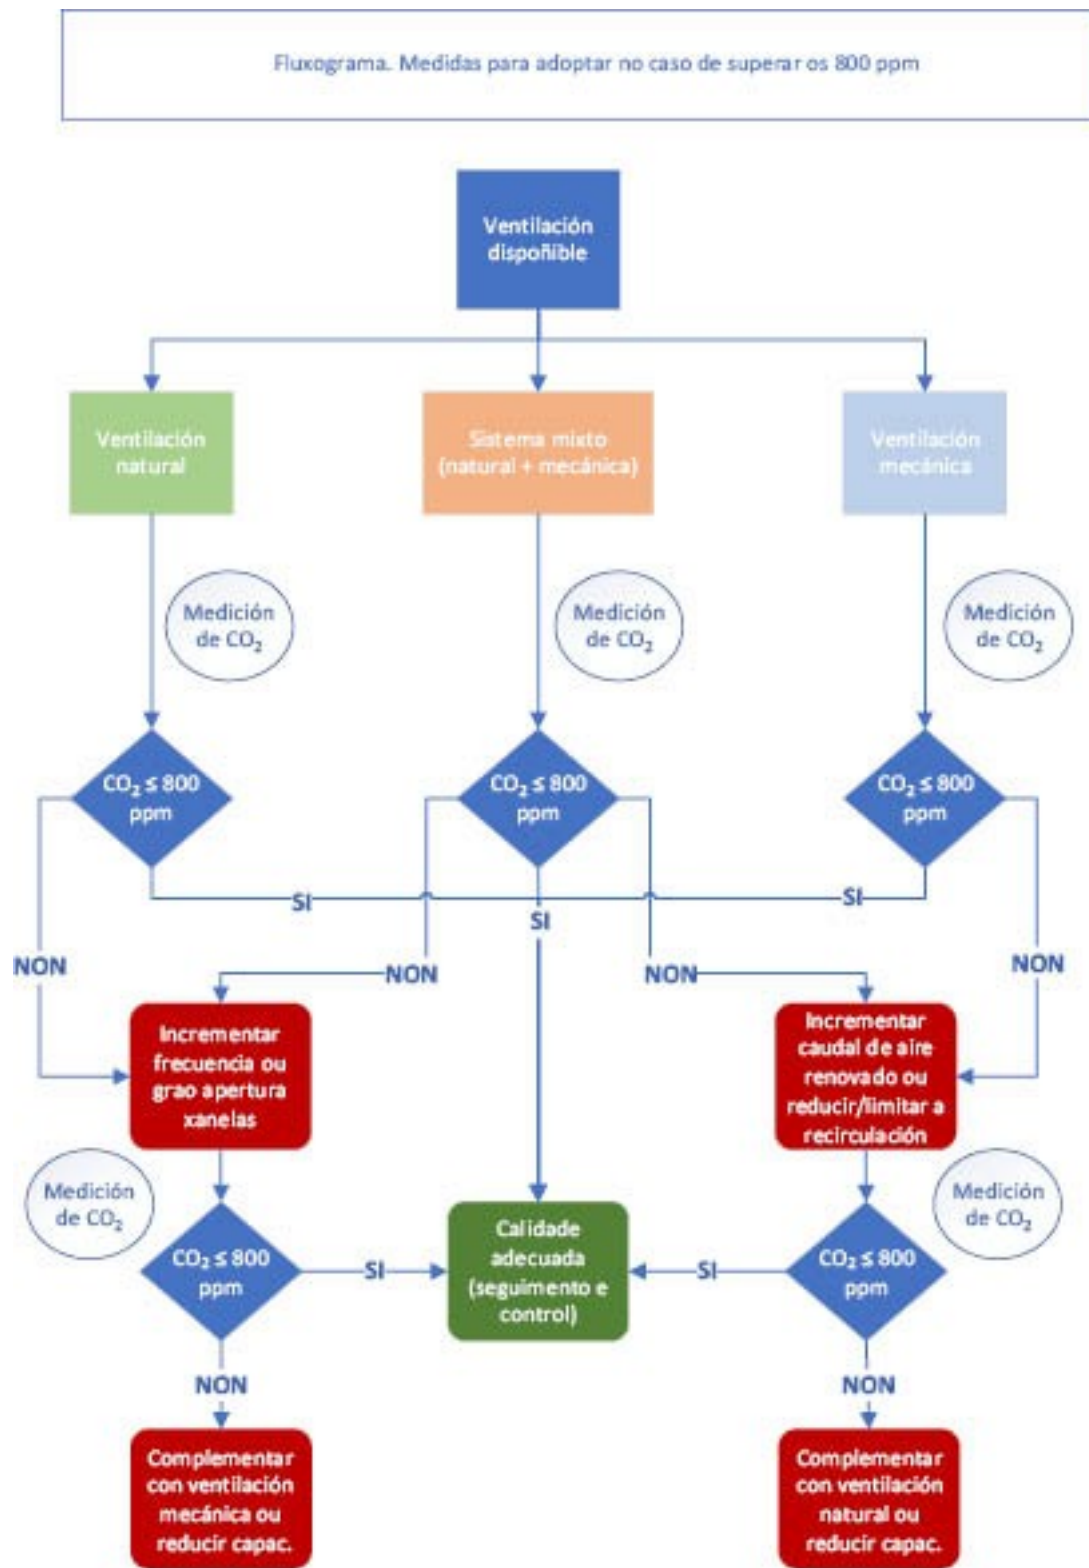 Fluxograma. Medidas para adoptar no caso de superar os 800 ppm
Ventilación
dispoñible
Ventilación
natural
Sistema mixto
(natural + mecánica)
Ventilación
mecánica
Medición
de CO₂
Medición
de CO₂
Medición
de CO₂
CO₂ ≤ 800
ppm
CO₂ ≤ 800
ppm
CO₂ ≤ 800
ppm
SI
SI
SI
NON
NON
NON
NON
Incrementar
frecuencia ou
grao apertura
xanelas
Incrementar
caudal de aire
renovado ou
reducir/limitar a
recirculación
Medición
de CO₂
Medición
de CO₂
CO₂ ≤ 800
ppm
SI
Calidade
adecuada
(seguimento e
control)
SI
CO₂ ≤ 800
ppm
NON
NON
Complementar
con ventilación
mecánica ou
reducir capac.
Complementar
con ventilación
natural ou
reducir capac.